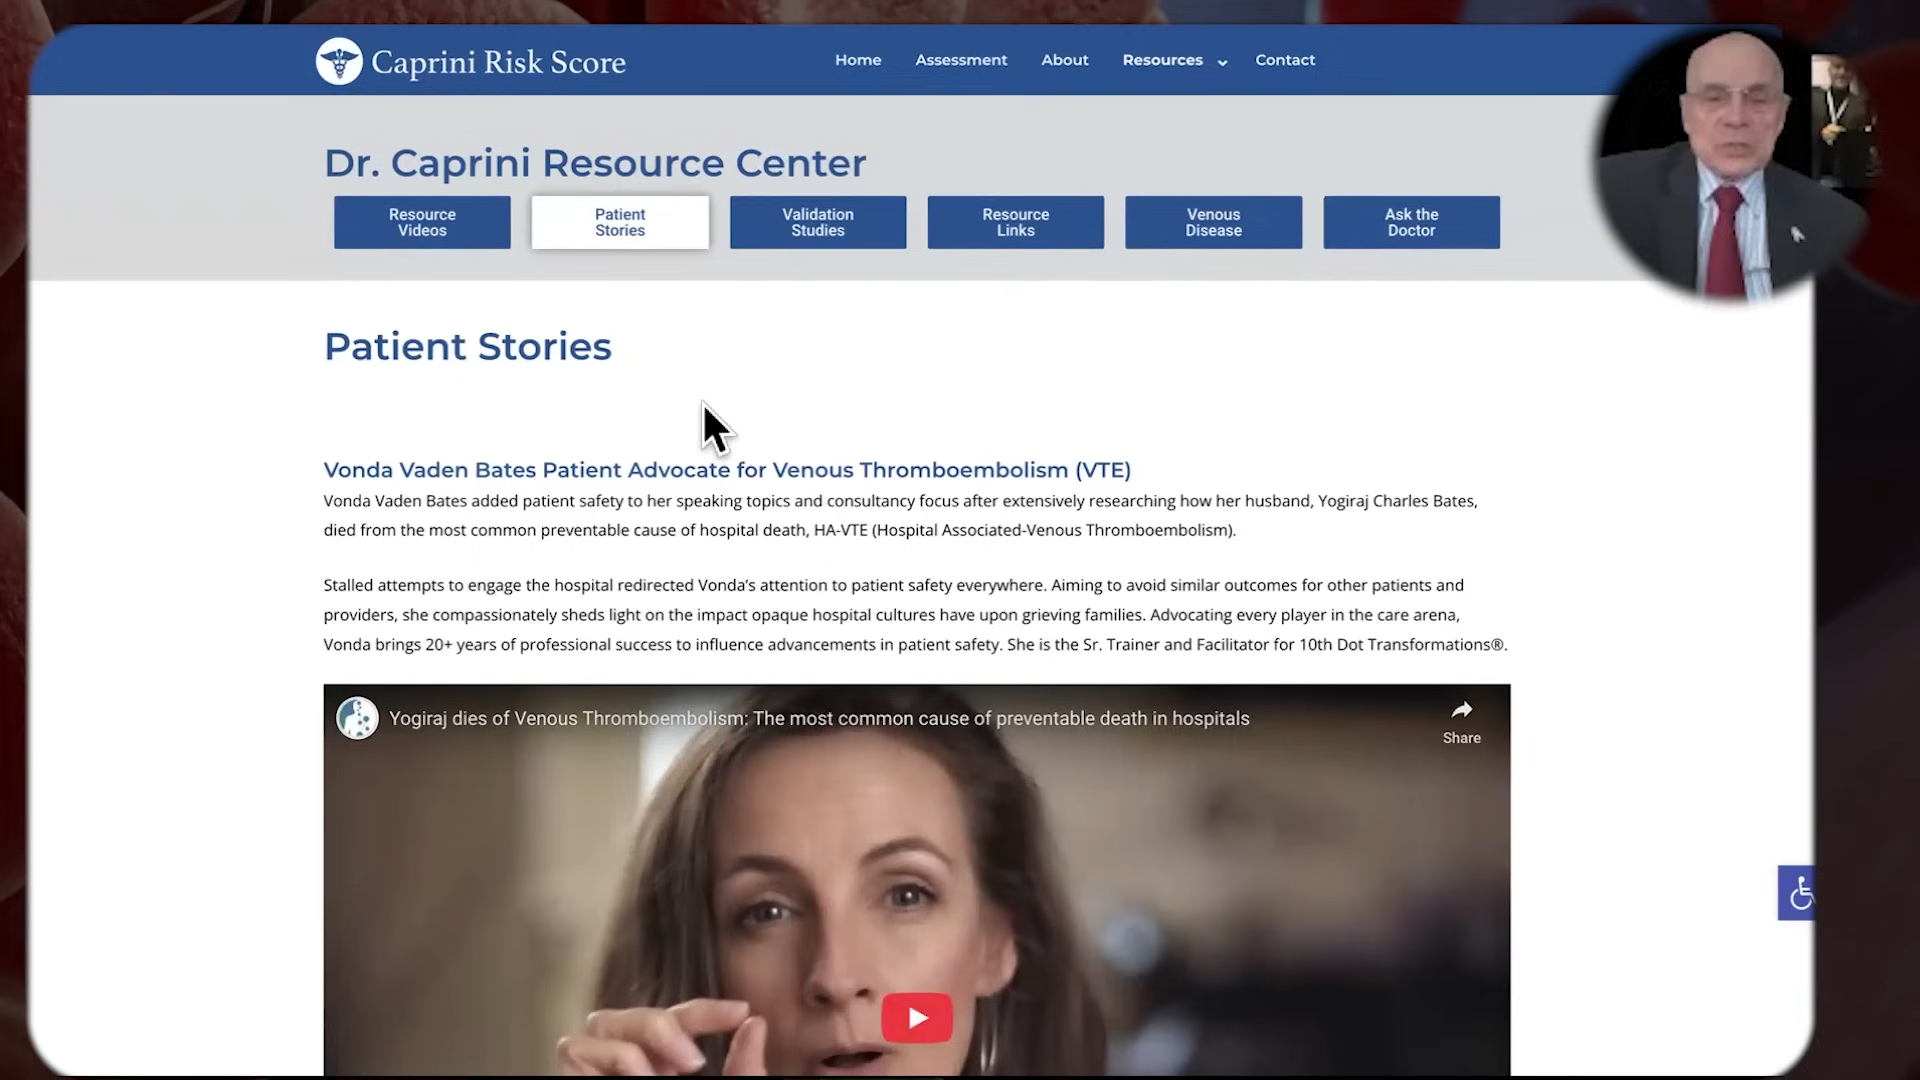 Caprini Risk Score
Home Assessment About Resources Contact
Dr. Caprini Resource Center
Resource
Videos
Patient
Stories
Validation
Studies
Resource
Links
Venous
Disease
Ask the
Doctor
Patient Stories
Vonda Vaden Bates Patient Advocate for Venous Thromboembolism (VTE)
Vonda Vaden Bates added patient safety to her speaking topics and consultancy focus after extensively researching how her husband, Yogiraj Charles Bates,
died from the most common preventable cause of hospital death, HA-VTE (Hospital Associated-Venous Thromboembolism).
Stalled attempts to engage the hospital redirected Vonda’s attention to patient safety everywhere. Aiming to avoid similar outcomes for other patients and
providers, she compassionately sheds light on the impact opaque hospital cultures have upon grieving families. Advocating every player in the care arena,
Vonda brings 20+ years of professional success to influence advancements in patient safety. She is the Sr. Trainer and Facilitator for 10th Dot Transformations®.
Yogiraj dies of Venous Thromboembolism: The most common cause of preventable death in hospitals
Share